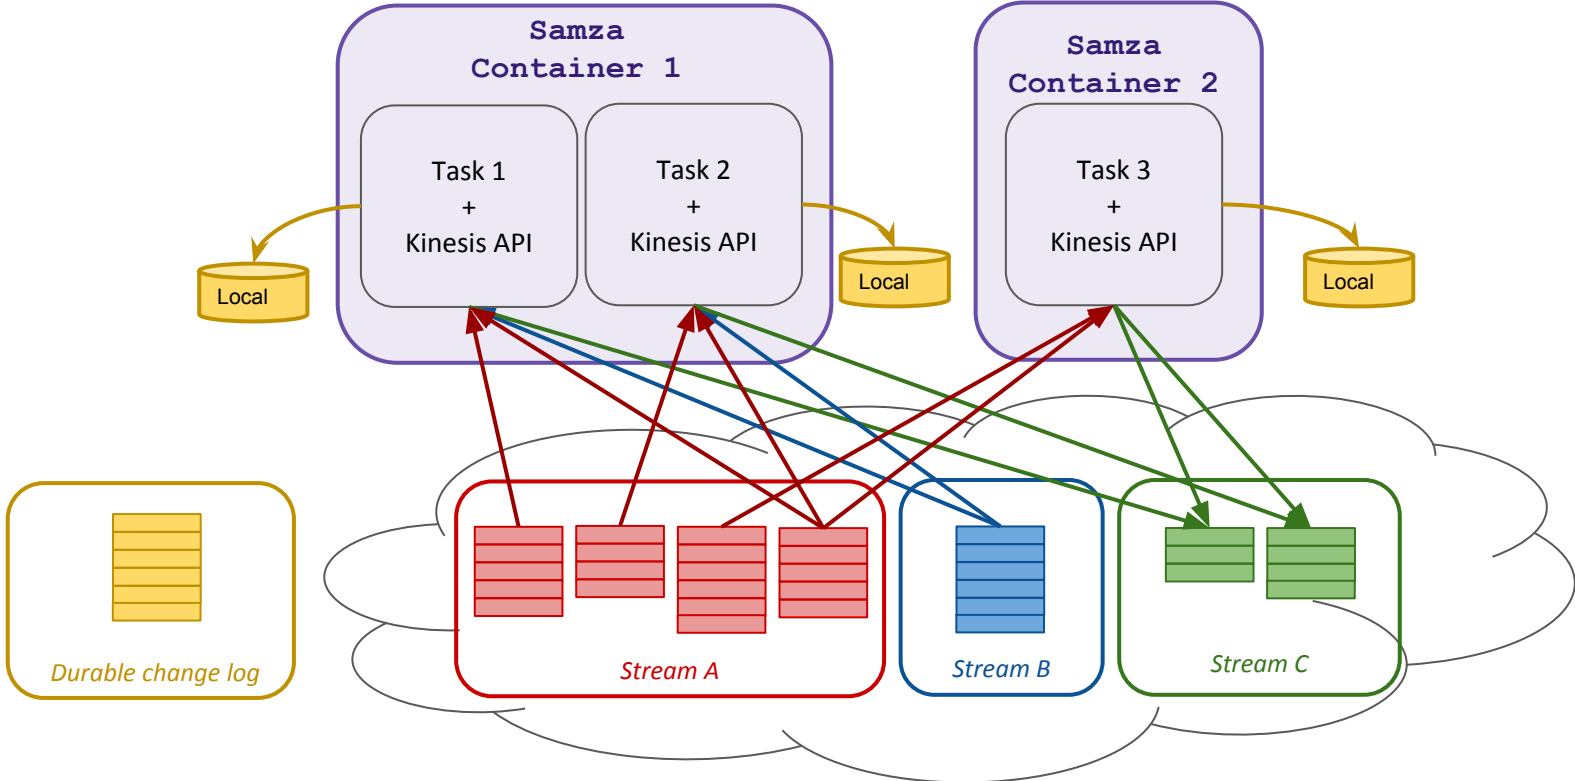 Samza
Container 1
Samza
Container 2
Task 1
+
Kinesis API
Task 2
+
Kinesis API
Task 3
+
Kinesis API
Local
Local
Local
Durable change log
Stream A
Stream B
Stream C